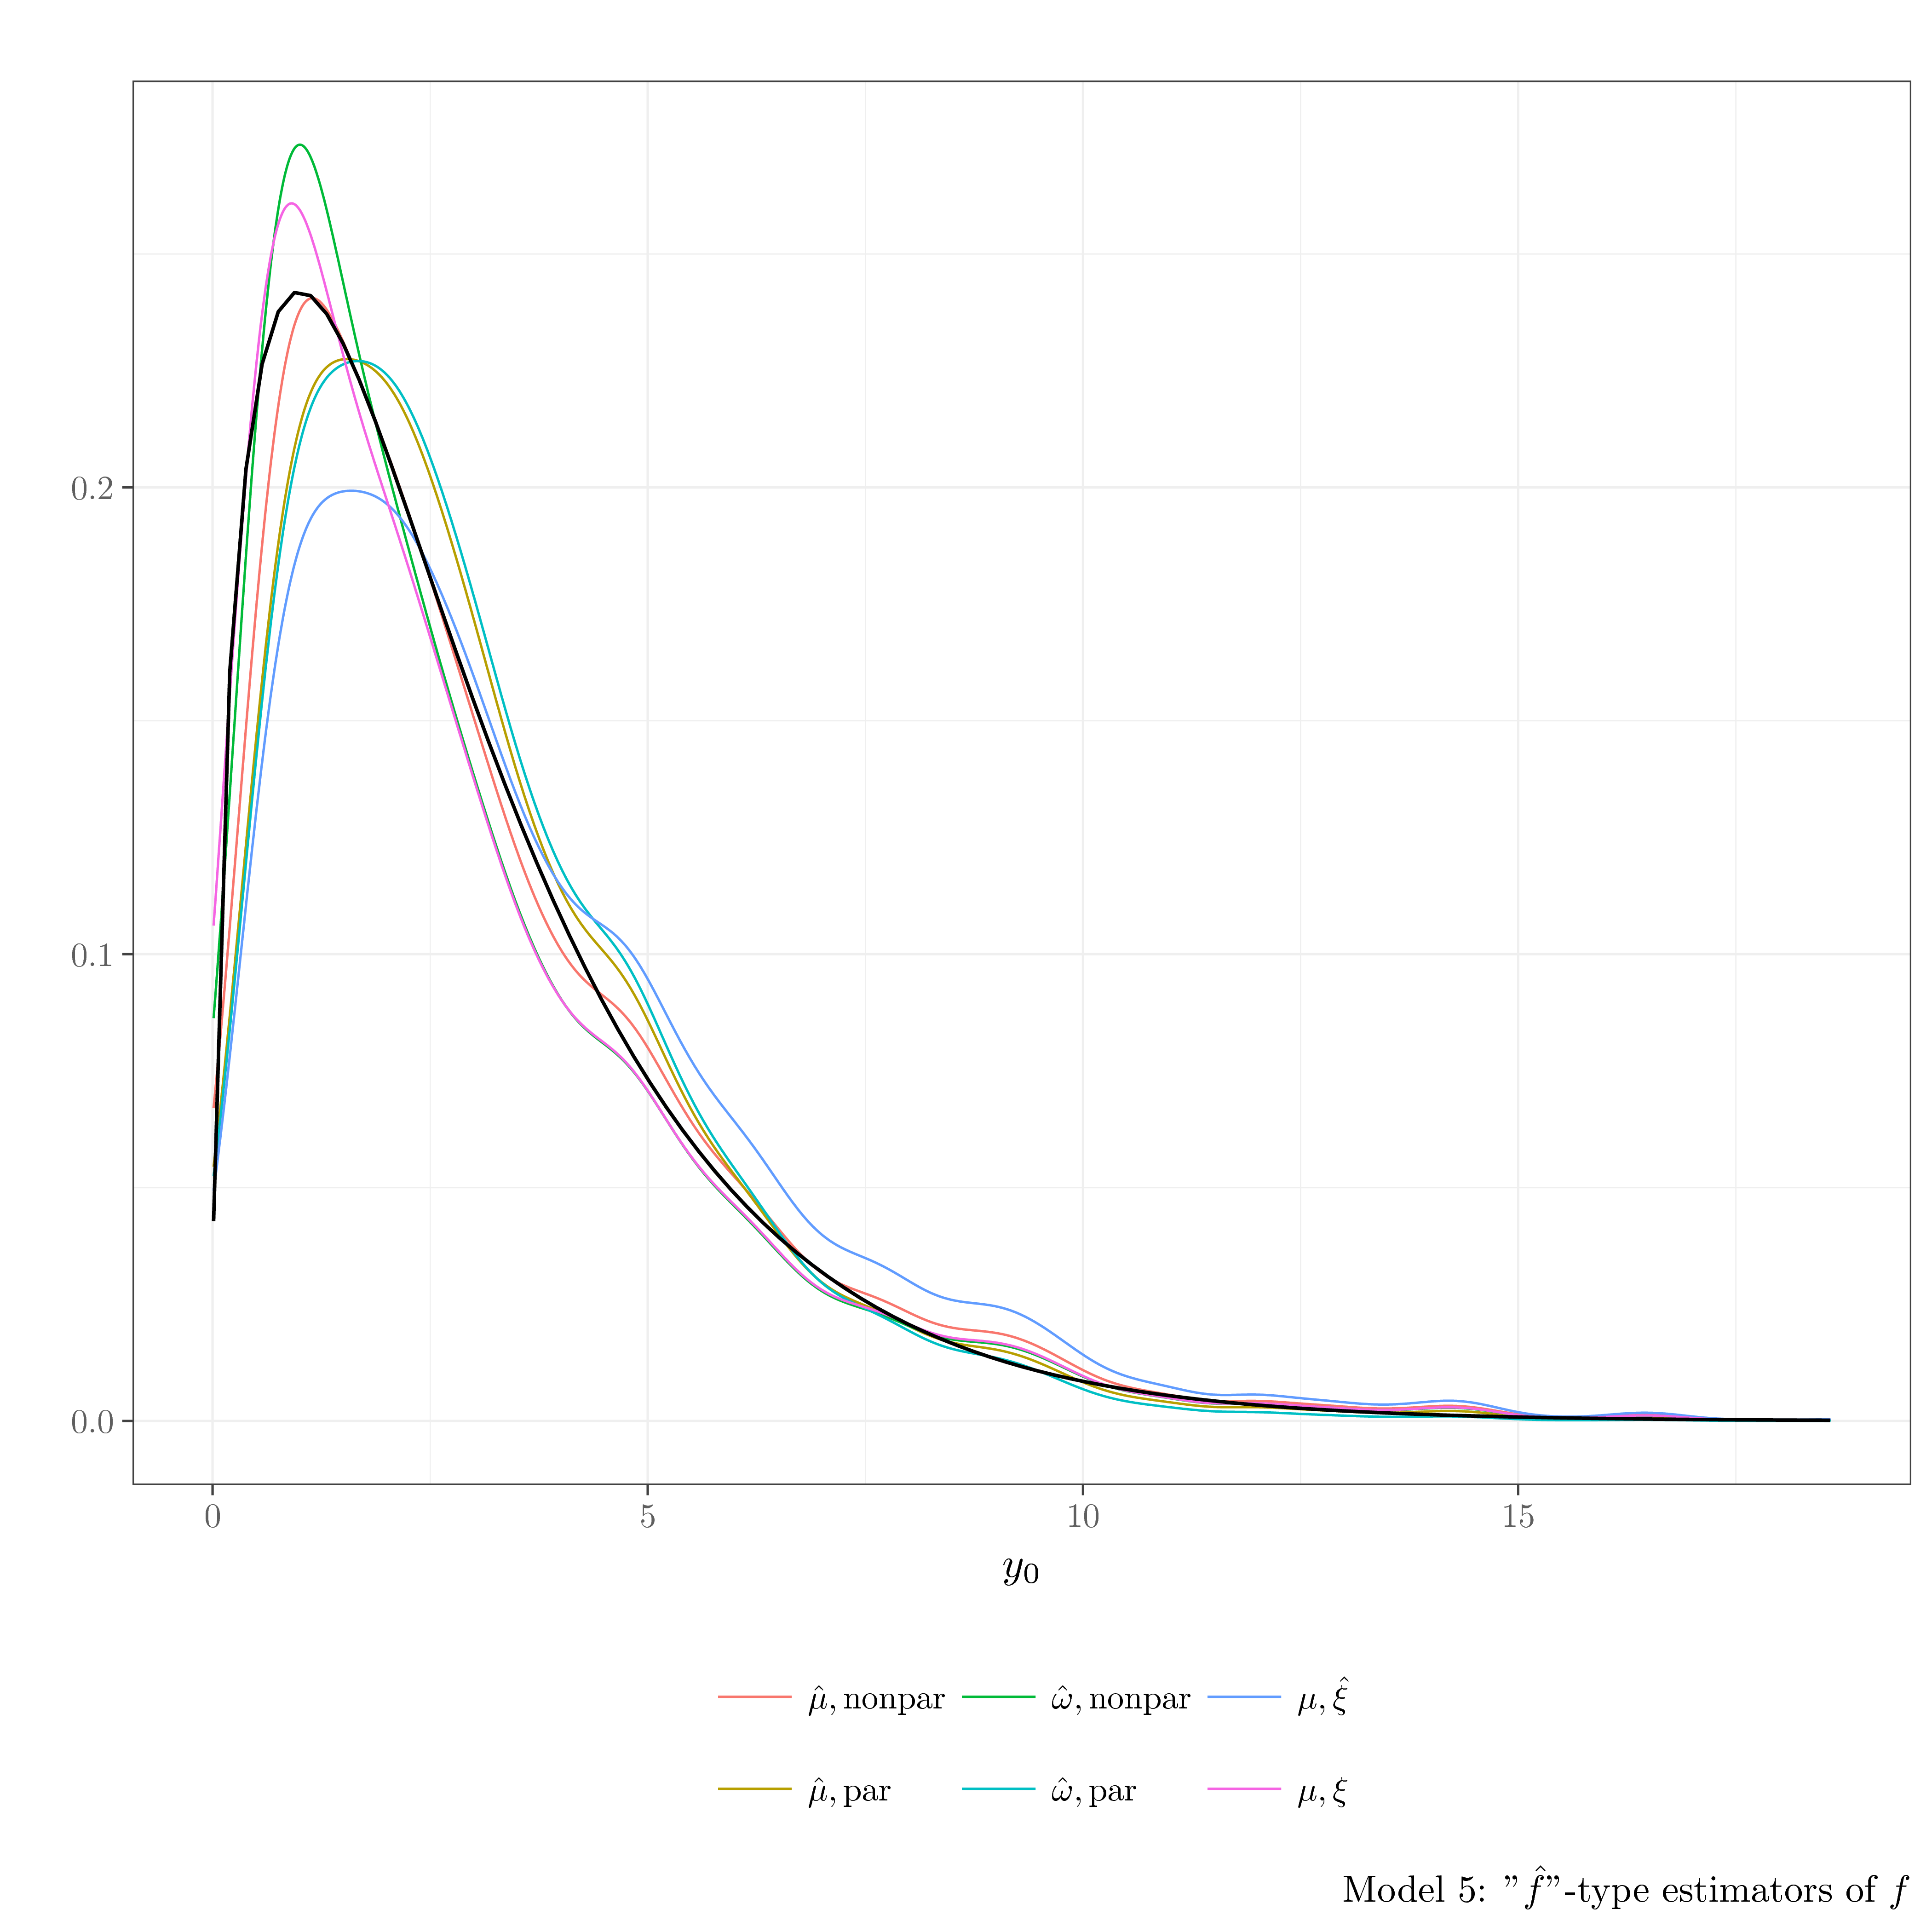 0.2
0.1
0.0
0 5 10 15
y₀
μ̂, nonpar ω̂, nonpar μ, ξ̂
μ̂, par ω̂, par μ, ξ
Model 5: ”f̂”-type estimators of f